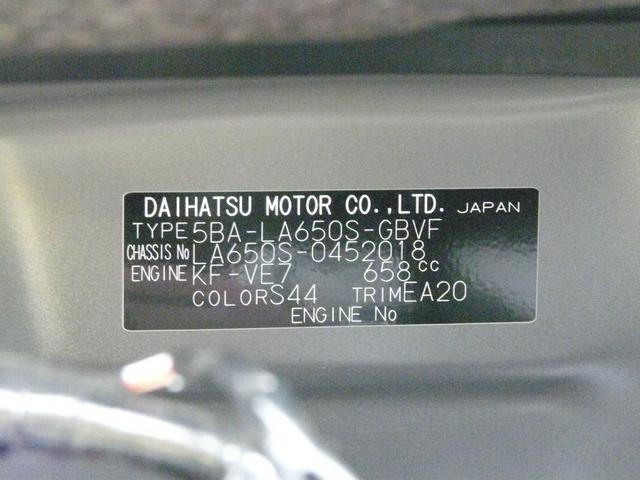 DAIHATSU MOTOR CO.,LTD. JAPAN
TYPE 5BA-LA650S-GBVF
CHASSIS No LA650S-0452018
ENGINE KF-VE7 658cc
COLOR S44 TRIM EA20
ENGINE No